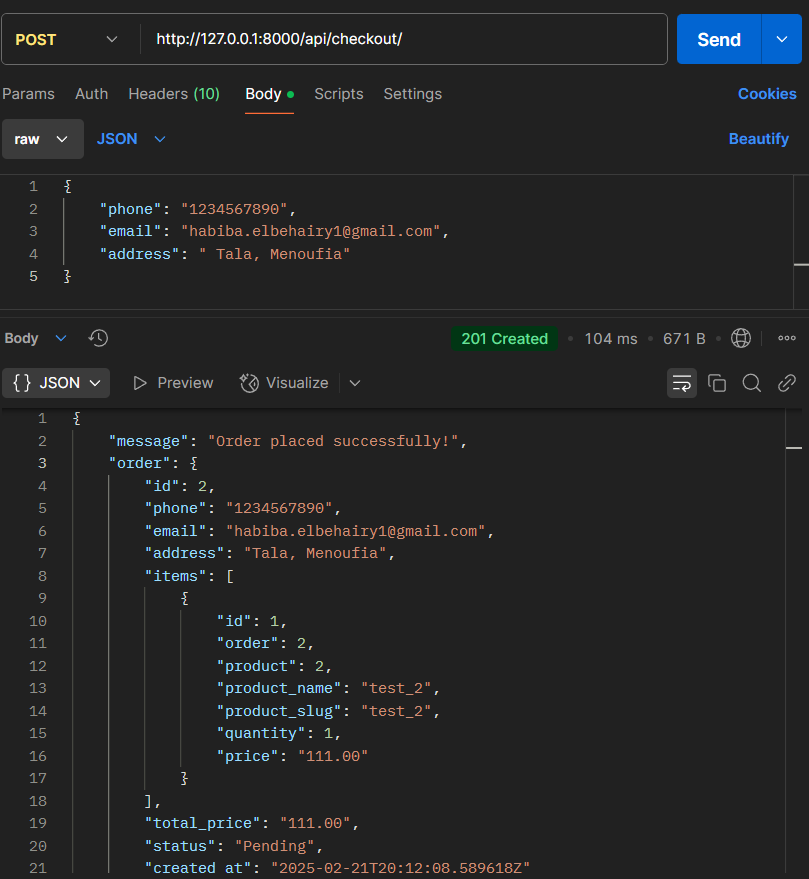 POST http://127.0.0.1:8000/api/checkout/ Send
Params Auth Headers (10) Body Scripts Settings Cookies
raw JSON Beautify
1 {
2 "phone": "1234567890",
3 "email": "habiba.elbehairy1@gmail.com",
4 "address": " Tala, Menoufia"
5 }
Body 201 Created • 104 ms • 671 B •
{} JSON Preview Visualize
1 {
2 "message": "Order placed successfully!",
3 "order": {
4 "id": 2,
5 "phone": "1234567890",
6 "email": "habiba.elbehairy1@gmail.com",
7 "address": "Tala, Menoufia",
8 "items": [
9 {
10 "id": 1,
11 "order": 2,
12 "product": 2,
13 "product_name": "test_2",
14 "product_slug": "test_2",
15 "quantity": 1,
16 "price": "111.00"
17 }
18 ],
19 "total_price": "111.00",
20 "status": "Pending",
21 "created_at": "2025-02-21T20:12:08.589618Z"